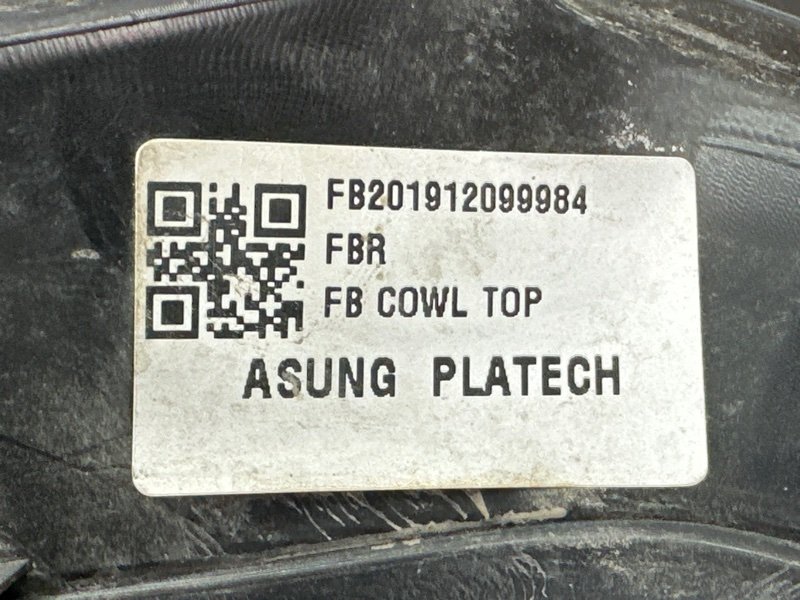 FB201912099984
FBR
FB COWL TOP
ASUNG PLATECH